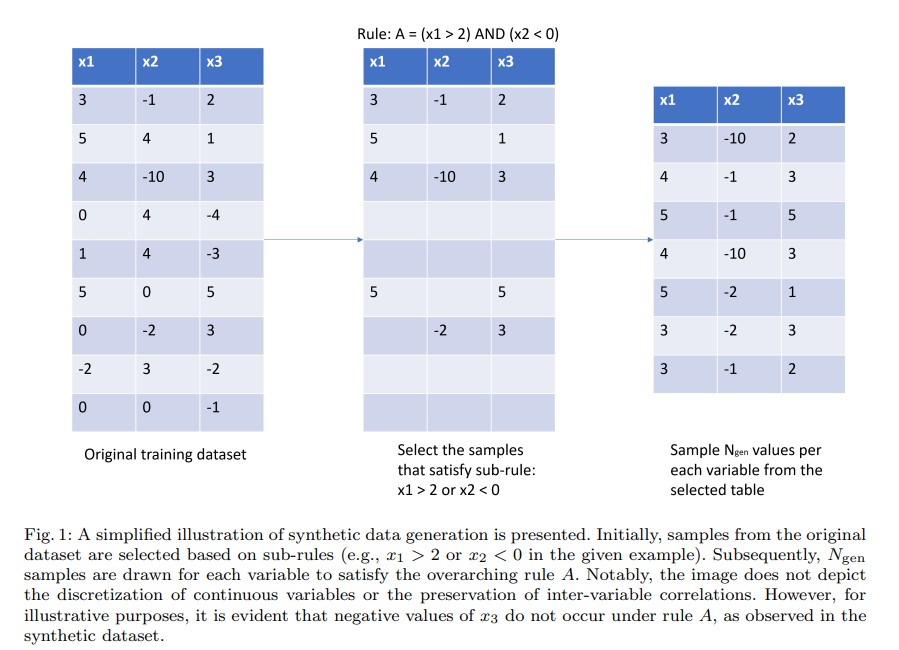 Rule: A = (x1 > 2) AND (x2 < 0)
x1 x2 x3
3 -1 2
5 4 1
4 -10 3
0 4 -4
1 4 -3
5 0 5
0 -2 3
-2 3 -2
0 0 -1
Original training dataset
x1 x2 x3
3 -1 2
5 1
4 -10 3
5 5
-2 3
Select the samples
that satisfy sub-rule:
x1 > 2 or x2 < 0
x1 x2 x3
3 -10 2
4 -1 3
5 -1 5
4 -10 3
5 -2 1
3 -2 3
3 -1 2
Sample Ngen values per
each variable from the
selected table
Fig. 1: A simplified illustration of synthetic data generation is presented. Initially, samples from the original
dataset are selected based on sub-rules (e.g., x1 > 2 or x2 < 0 in the given example). Subsequently, Ngen
samples are drawn for each variable to satisfy the overarching rule A. Notably, the image does not depict
the discretization of continuous variables or the preservation of inter-variable correlations. However, for
illustrative purposes, it is evident that negative values of x3 do not occur under rule A, as observed in the
synthetic dataset.